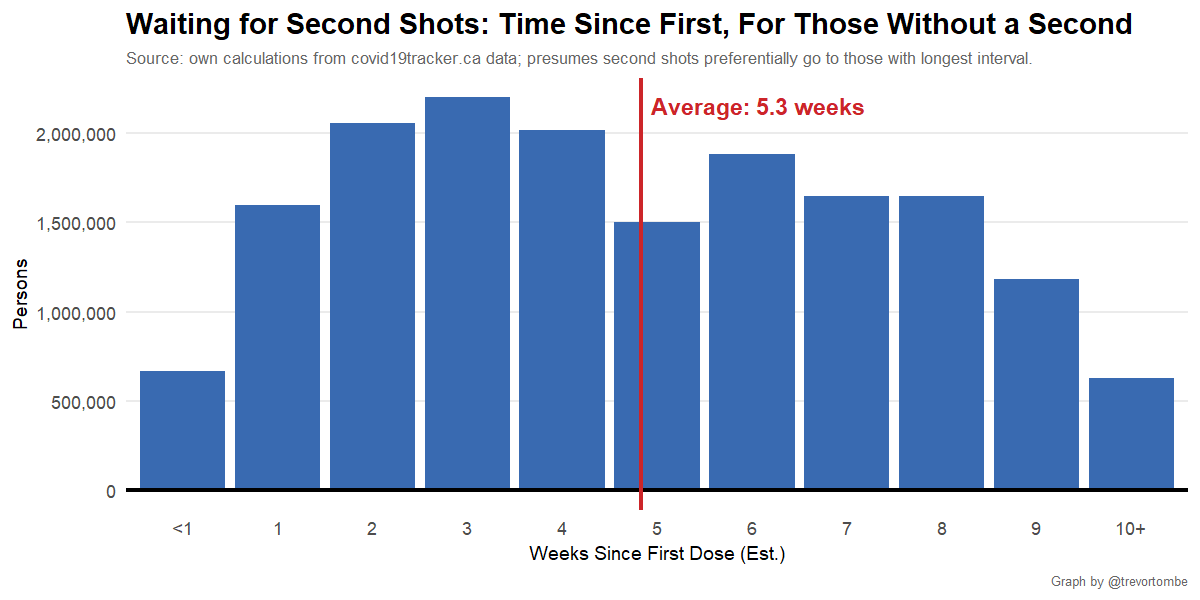 Waiting for Second Shots: Time Since First, For Those Without a Second
Source: own calculations from covid19tracker.ca data; presumes second shots preferentially go to those with longest interval.
Average: 5.3 weeks
Persons
2,000,000
1,500,000
1,000,000
500,000
0
<1 1 2 3 4 5 6 7 8 9 10+
Weeks Since First Dose (Est.)
Graph by @trevortombe